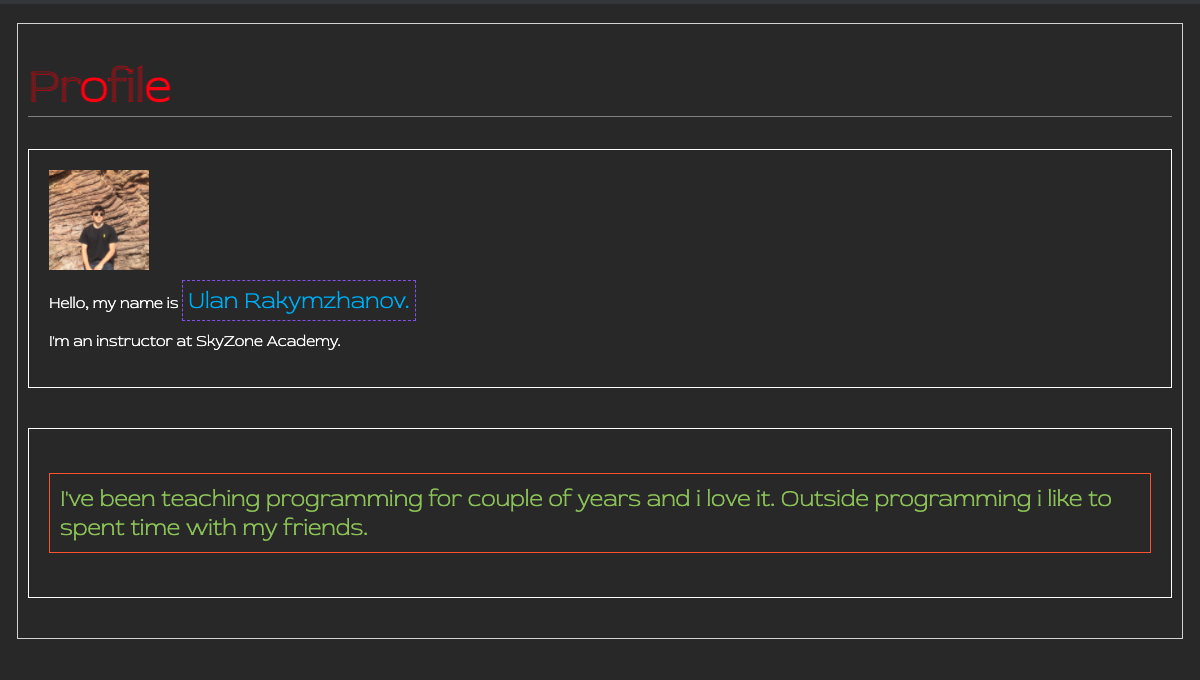 Profile
Hello, my name is Ulan Rakymzhanov.
I'm an instructor at SkyZone Academy.
I've been teaching programming for couple of years and i love it. Outside programming i like to
spent time with my friends.